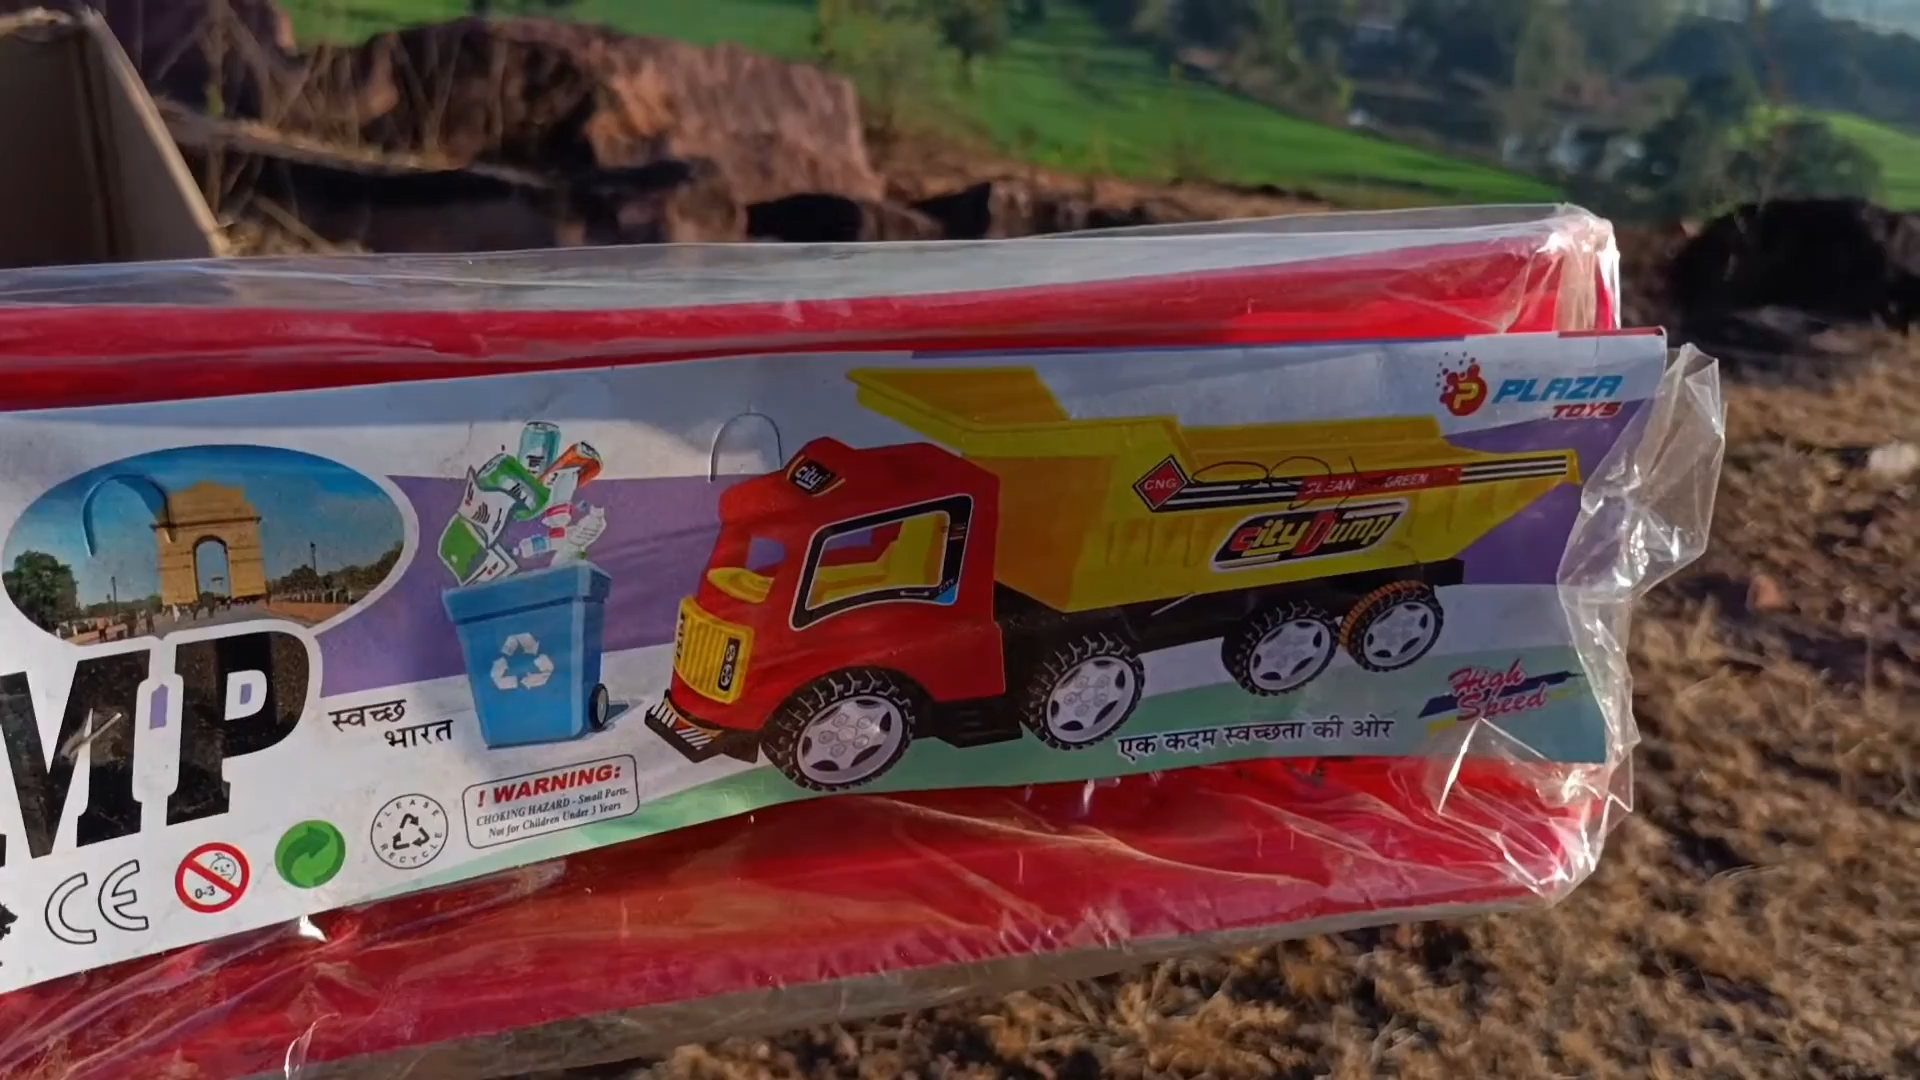 PLAZA
TOYS
city
CNG
CLEAN GREEN
city Dump
MP
स्वच्छ
भारत
एक कदम स्वच्छता की ओर
High
Speed
! WARNING:
CHOKING HAZARD - Small Parts.
Not for Children Under 3 Years
PLEASE
RECYCLE
CE
0-3